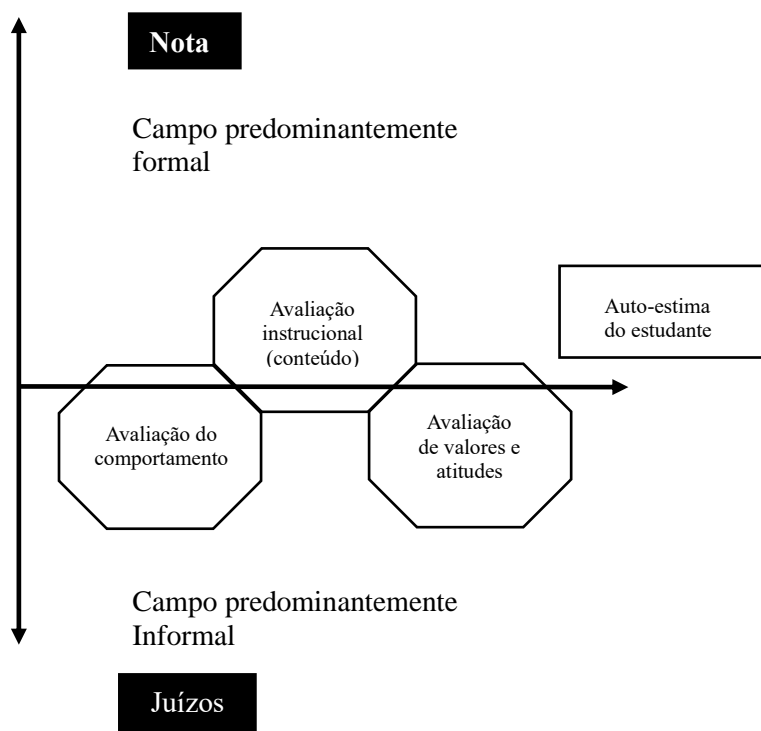 Nota
Campo predominantemente
formal
Avaliação
instrucional
(conteúdo)
Auto-estima
do estudante
Avaliação do
comportamento
Avaliação
de valores e
atitudes
Campo predominantemente
Informal
Juízos